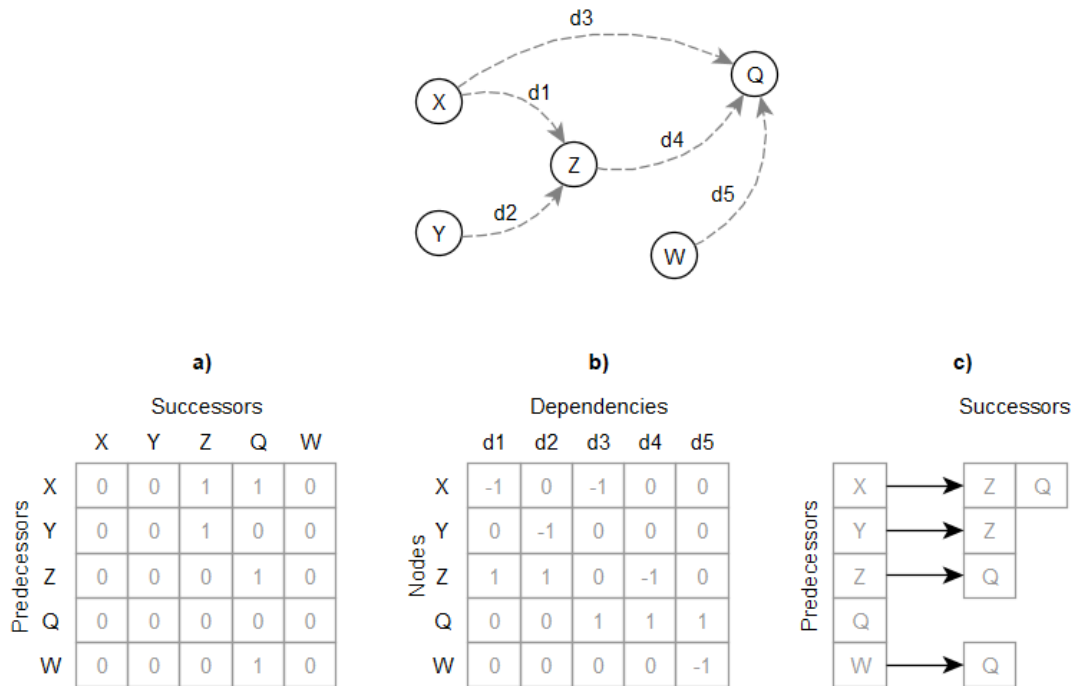 d3
Q
X
d1
d4
Z
d5
Y
d2
W
a)
Successors
X Y Z Q W
Predecessors
X 0 0 1 1 0
Y 0 0 1 0 0
Z 0 0 0 1 0
Q 0 0 0 0 0
W 0 0 0 1 0
b)
Dependencies
d1 d2 d3 d4 d5
Nodes
X -1 0 -1 0 0
Y 0 -1 0 0 0
Z 1 1 0 -1 0
Q 0 0 1 1 1
W 0 0 0 0 -1
c)
Successors
Predecessors
X Z Q
Y Z
Z Q
Q
W Q